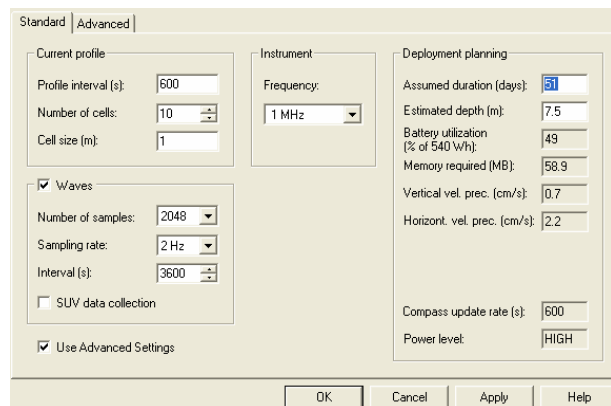 Standard Advanced
Current profile
Profile interval (s): 600
Number of cells: 10
Cell size (m): 1
Waves
Number of samples: 2048
Sampling rate: 2 Hz
Interval (s): 3600
SUV data collection
Use Advanced Settings
Instrument
Frequency:
1 MHz
Deployment planning
Assumed duration (days): 51
Estimated depth (m): 7.5
Battery utilization
(% of 540 Wh) 49
Memory required (MB): 58.9
Vertical vel. prec. (cm/s): 0.7
Horizont. vel. prec. (cm/s): 2.2
Compass update rate (s): 600
Power level: HIGH
OK Cancel Apply Help